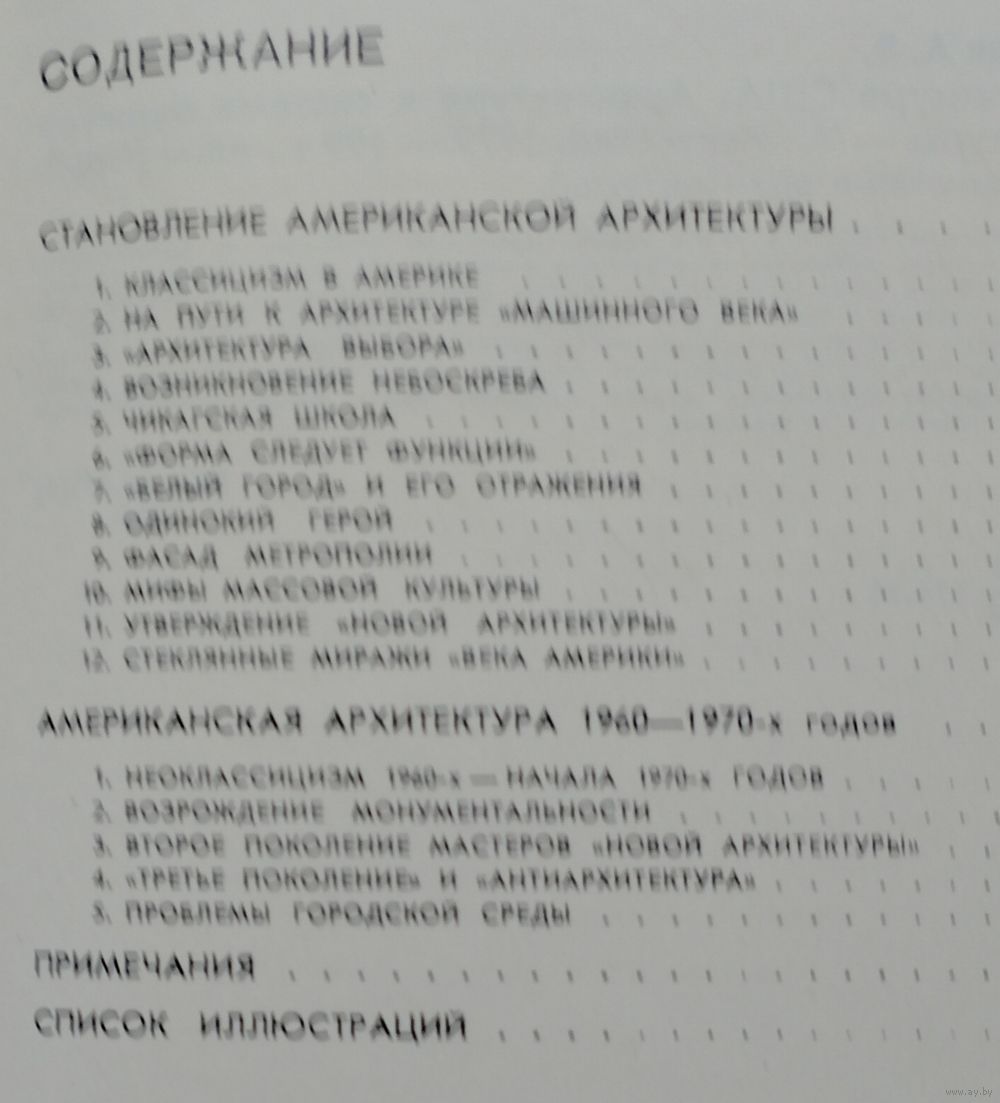 СОДЕРЖАНИЕ
СТАНОВЛЕНИЕ АМЕРИКАНСКОЙ АРХИТЕКТУРЫ . . . .
1. КЛАССИЦИЗМ В АМЕРИКЕ . . . . . . . . . . . . . .
2. НА ПУТИ К АРХИТЕКТУРЕ «МАШИННОГО ВЕКА» . . . . .
3. «АРХИТЕКТУРА ВЫБОРА» . . . . . . . . . . . . . . .
4. ВОЗНИКНОВЕНИЕ НЕБОСКРЕБА . . . . . . . . . . . . .
5. ЧИКАГСКАЯ ШКОЛА . . . . . . . . . . . . . . . . .
6. «ФОРМА СЛЕДУЕТ ФУНКЦИИ» . . . . . . . . . . . . .
7. «БЕЛЫЙ ГОРОД» И ЕГО ОТРАЖЕНИЯ . . . . . . . . . .
8. ОДИНОКИЙ ГЕРОЙ . . . . . . . . . . . . . . . . .
9. ФАСАД МЕТРОПОЛИИ . . . . . . . . . . . . . . . .
10. МИФЫ МАССОВОЙ КУЛЬТУРЫ . . . . . . . . . . . . .
11. УТВЕРЖДЕНИЕ «НОВОЙ АРХИТЕКТУРЫ» . . . . . . . . .
12. СТЕКЛЯННЫЕ МИРАЖИ «ВЕКА АМЕРИКИ» . . . . . . . . .
АМЕРИКАНСКАЯ АРХИТЕКТУРА 1960—1970-х годов . .
1. НЕОКЛАССИЦИЗМ 1960-х — НАЧАЛА 1970-х ГОДОВ . . . . .
2. ВОЗРОЖДЕНИЕ МОНУМЕНТАЛЬНОСТИ . . . . . . . . . .
3. ВТОРОЕ ПОКОЛЕНИЕ МАСТЕРОВ «НОВОЙ АРХИТЕКТУРЫ» . .
4. «ТРЕТЬЕ ПОКОЛЕНИЕ» И «АНТИАРХИТЕКТУРА» . . . . . . .
5. ПРОБЛЕМЫ ГОРОДСКОЙ СРЕДЫ . . . . . . . . . . . .
ПРИМЕЧАНИЯ . . . . . . . . . . . . . . . . . . . . .
СПИСОК ИЛЛЮСТРАЦИЙ . . . . . . . . . . . . . . .
www.ay.by